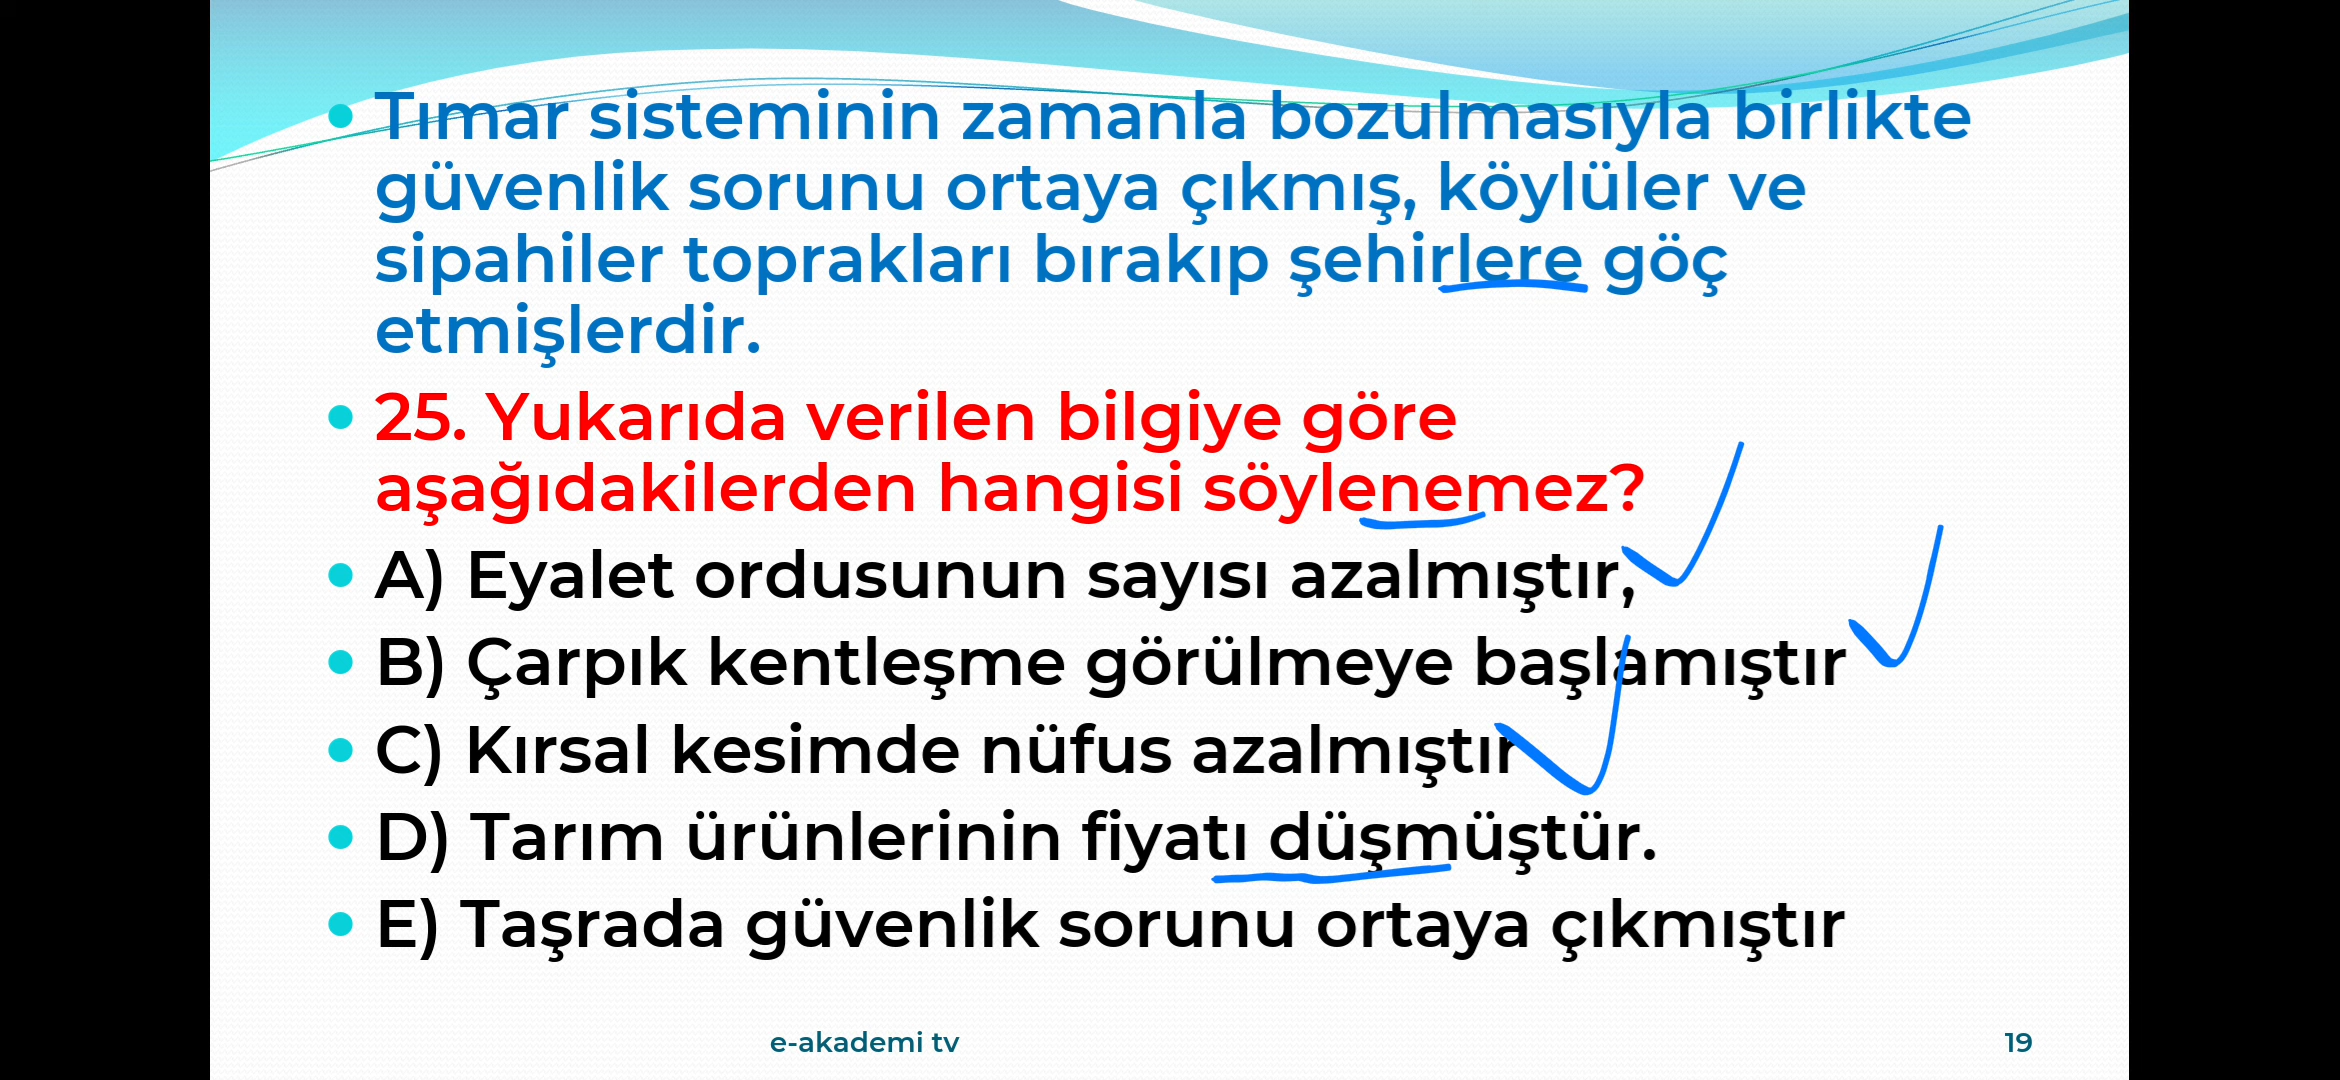 Tımar sisteminin zamanla bozulmasıyla birlikte
güvenlik sorunu ortaya çıkmış, köylüler ve
sipahiler toprakları bırakıp şehirlere göç
etmişlerdir.
25. Yukarıda verilen bilgiye göre
aşağıdakilerden hangisi söylenemez?
A) Eyalet ordusunun sayısı azalmıştır,
B) Çarpık kentleşme görülmeye başlamıştır
C) Kırsal kesimde nüfus azalmıştır
D) Tarım ürünlerinin fiyatı düşmüştür.
E) Taşrada güvenlik sorunu ortaya çıkmıştır
e-akademi tv
19